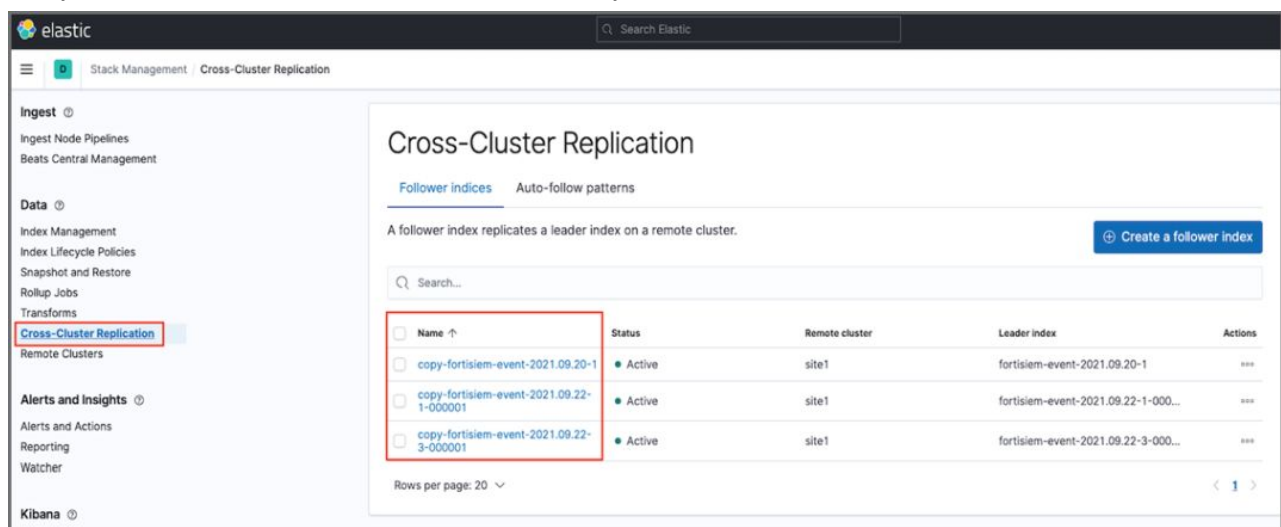 elastic
Search Elastic
D
Stack Management / Cross-Cluster Replication
Ingest
Ingest Node Pipelines
Beats Central Management
Data
Index Management
Index Lifecycle Policies
Snapshot and Restore
Rollup Jobs
Transforms
Cross-Cluster Replication
Remote Clusters
Alerts and Insights
Alerts and Actions
Reporting
Watcher
Kibana
Cross-Cluster Replication
Follower indices Auto-follow patterns
A follower index replicates a leader index on a remote cluster.
Create a follower index
Search...
Name Status Remote cluster Leader index Actions
copy-fortisiem-event-2021.09.20-1 Active site1 fortisiem-event-2021.09.20-1
copy-fortisiem-event-2021.09.22-
1-000001 Active site1 fortisiem-event-2021.09.22-1-000...
copy-fortisiem-event-2021.09.22-
3-000001 Active site1 fortisiem-event-2021.09.22-3-000...
Rows per page: 20
< 1 >